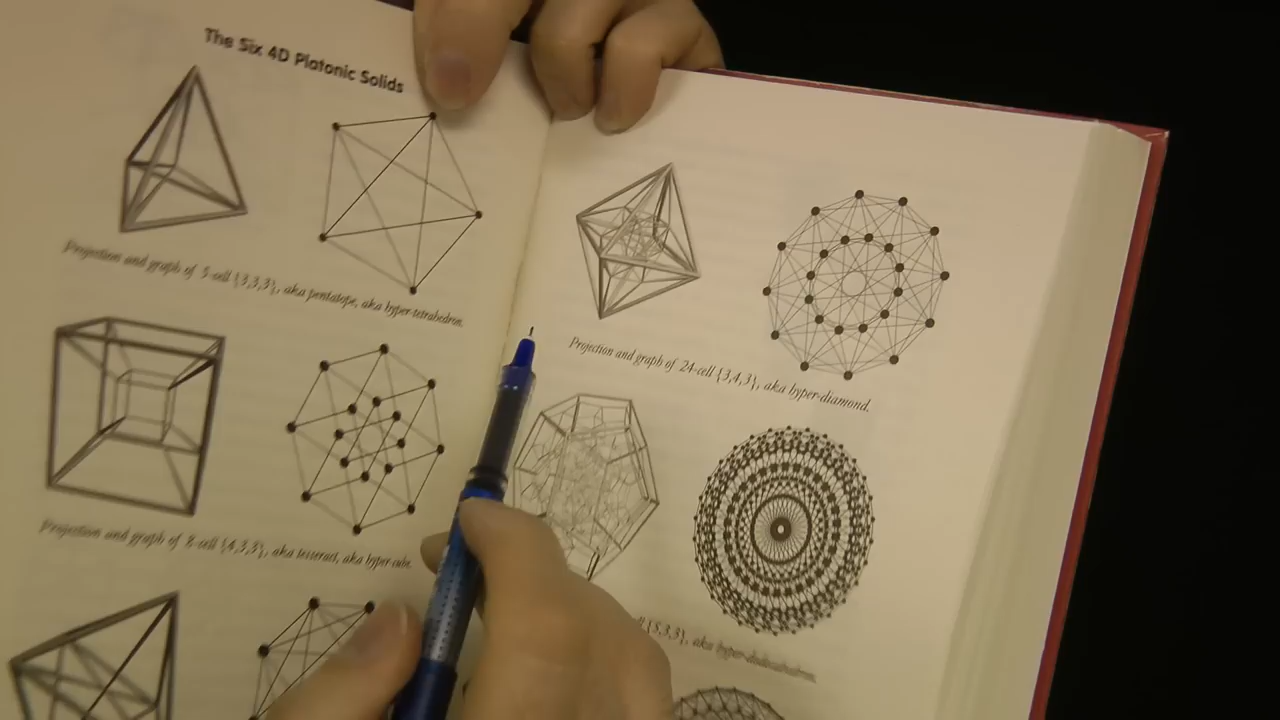 The Six 4D Platonic Solids
Projection and graph of 5-cell {3,3,3}, aka pentatope, aka hyper-tetrahedron.
Projection and graph of 8-cell {4,3,3}, aka tesseract, aka hyper-cube.
Projection and graph of 24-cell {3,4,3}, aka hyper-diamond.
{5,3,3}, aka hyper-dodecahedron.